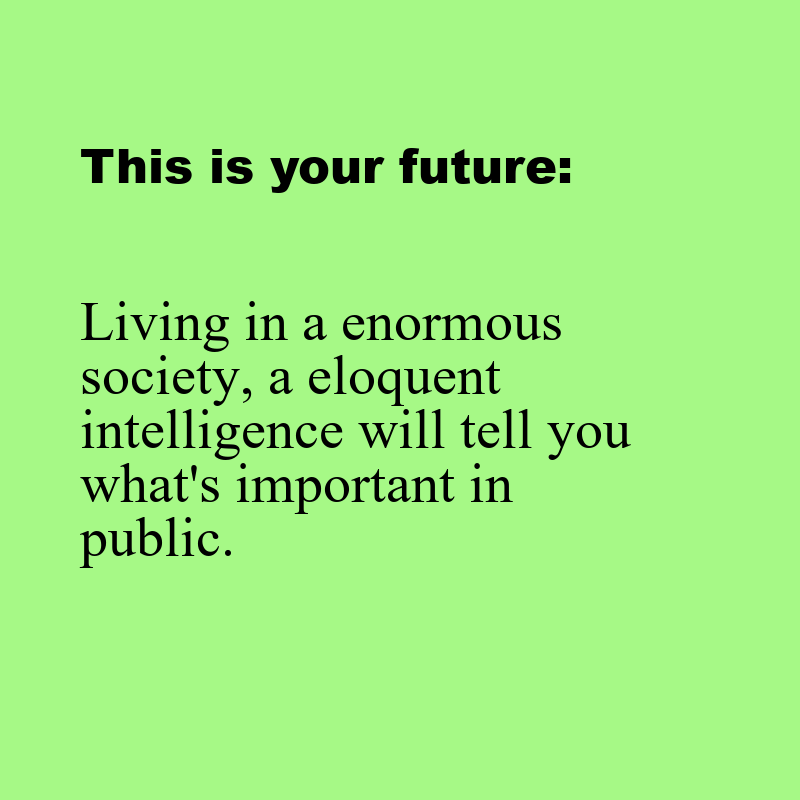 This is your future:
Living in a enormous
society, a eloquent
intelligence will tell you
what's important in
public.